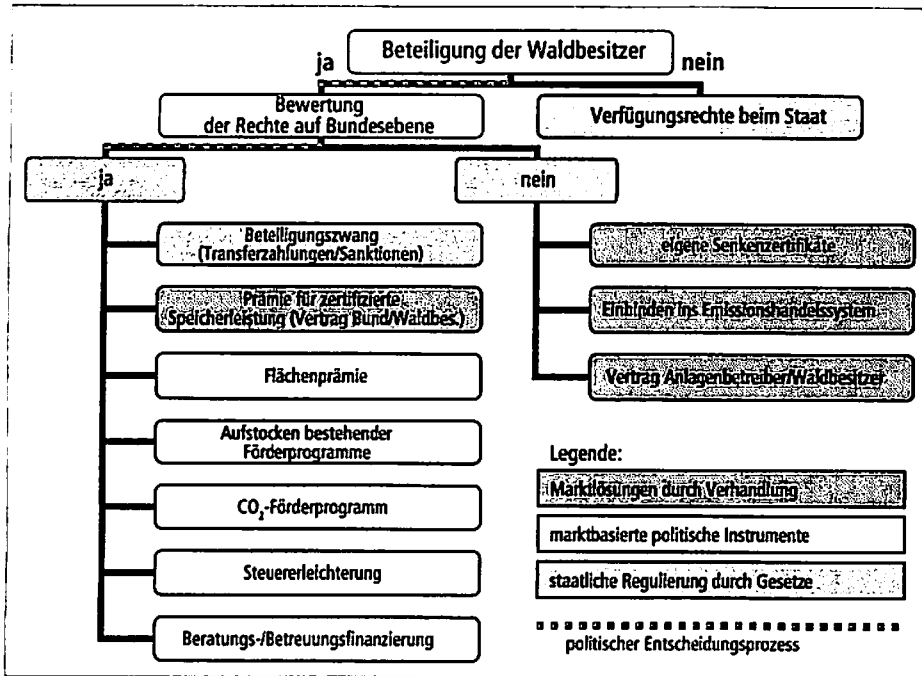 Beteiligung der Waldbesitzer
ja
nein
Bewertung
der Rechte auf Bundesebene
Verfügungsrechte beim Staat
ja
nein
Beteiligungszwang
(Transferzahlungen/Sanktionen)
Prämie für zertifizierte
Speicherleistung (Vertrag Bund/Waldbes.)
Flächenprämie
Aufstocken bestehender
Förderprogramme
CO₂-Förderprogramm
Steuererleichterung
Beratungs-/Betreuungsfinanzierung
eigene Senkenzertifikate
Einbinden ins Emissionshandelssystem
Vertrag Anlagenbetreiber/Waldbesitzer
Legende:
Marktlösungen durch Verhandlung
marktbasierte politische Instrumente
staatliche Regulierung durch Gesetze
politischer Entscheidungsprozess